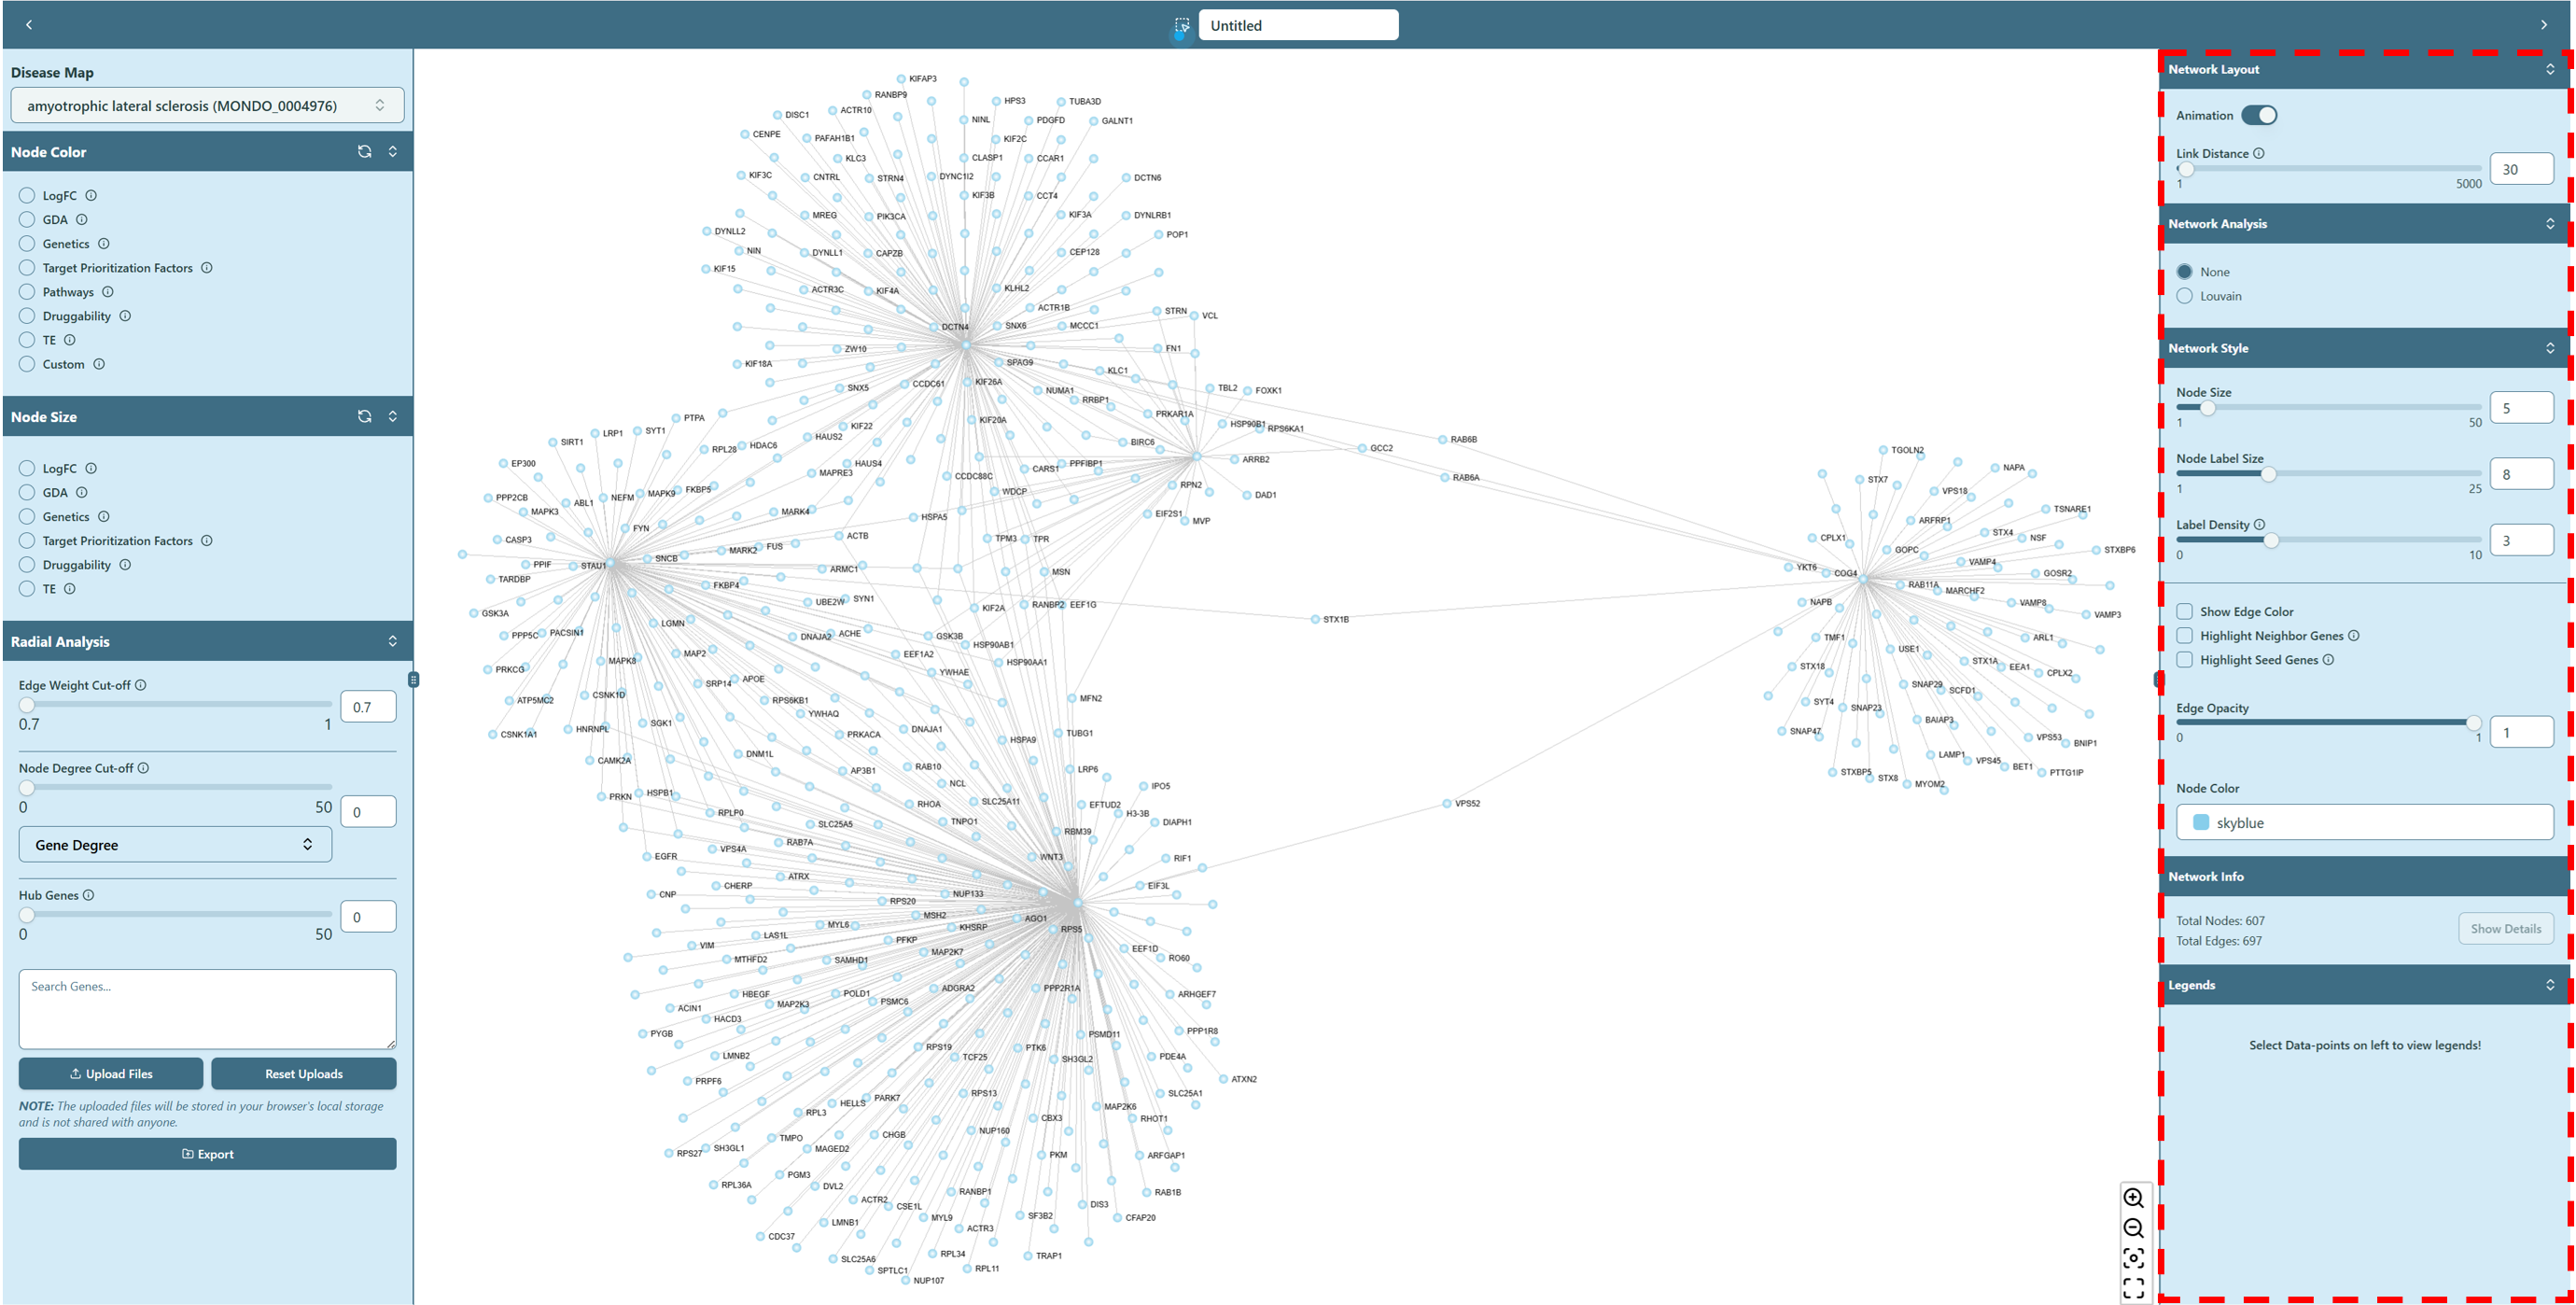 Untitled
Disease Map
amyotrophic lateral sclerosis (MONDO_0004976)
Node Color
LogFC
GDA
Genetics
Target Prioritization Factors
Pathways
Druggability
TE
Custom
Node Size
LogFC
GDA
Genetics
Target Prioritization Factors
Druggability
TE
Radial Analysis
Edge Weight Cut-off
0.7
0.7 1
Node Degree Cut-off
0 50
0
Gene Degree
Hub Genes
0
0 50
Search Genes...
Upload Files Reset Uploads
NOTE: The uploaded files will be stored in your browser's local storage
and is not shared with anyone.
Export
KIFAP3
RANBP9
HPS3 TUBA3D
DISC1 ACTR10
NINL PDGFD GALNT1
CENPE PAFAH1B1 KIF2C
KLC3 CLASP1 CCAR1
KIF3C CNTRL STRN4 DYNC1I2 DCTN6
KIF3B CCT4
MREG PIK3CA KIF3A DYNLRB1
DYNLL2 POP1
NIN DYNLL1 CAPZB CEP128
KIF15
ACTR3C KIF4A KLHL2
ACTR1B STRN VCL
DCTN4 SNX6 MCCC1
ZW10 FN1
KIF18A SPAG9 KLC1
SNX5 CCDC61 KIF26A NUMA1 TBL2 FOXK1
RRBP1
PTPA KIF20A PRKAR1A
LRP1 SYT1 KIF22 HSP90B1 RPS6KA1
SIRT1 RPL28 HDAC6 HAUS2 BIRC6 GCC2 RAB6B
EP300 HAUS4 CARS1 PPFIBP1 ARRB2
MAPRE3 CCDC88C RAB6A
PPP2CB ABL1 NEFM MAPK9 FKBP5 WDCP RPN2 DAD1
MAPK3 MARK4 HSPA5 EIF2S1 MVP
FYN
CASP3 ACTB TPM3 TPR
SNCB MARK2 FUS
PPIF STAU1 ARMC1 MSN
TARDBP FKBP4
UBE2W SYN1 KIF2A RANBP2 EEF1G
GSK3A LGMN STX1B
PPP5C PACSIN1 DNAJA2 ACHE GSK3B HSP90AB1
MAPK8 MAP2 EEF1A2 HSP90AA1
PRKCG SRP14 APOE YWHAE
ATP5MC2 CSNK1D RPS6KB1 MFN2
YWHAQ
CSNK1A1 HNRNPL SGK1 PRKACA DNAJA1 HSPA9 TUBG1
CAMK2A DNM1L AP3B1 RAB10 LRP6
PRKN HSPB1 NCL IPO5
RPLP0 SLC25A5 RHOA SLC25A11 EFTUD2 H3-3B VPS52
TNPO1 RBM39 DIAPH1
EGFR VPS4A RAB7A WNT3 RIF1
CNP CHERP ATRX NUP133 EIF3L
RPS20 MSH2 AGO1
LAS1L MYL6 KHSRP RPS5
VIM PFKP MAP2K7 EEF1D
MTHFD2 SAMHD1 RO60
ACIN1 HBEGF MAP2K3 POLD1 PSMC6 ADGRA2 PPP2R1A ARHGEF7
HACD3
PYGB PSMD11 PPP1R8
LMNB2 RPS19 TCF25 PTK6 SH3GL2 PDE4A
PRPF6 ATXN2
RPL3 HELLS PARK7 RPS13 CBX3 MAP2K6 SLC25A1
RHOT1
RPS27 SH3GL1 TMPO MAGED2 CHGB NUP160 PKM ARFGAP1
RPL36A PGM3 DVL2 RANBP1 RAB1B
ACTR2 CSE1L DIS3
CDC37 LMNB1 MYL9 ACTR3 SF3B2 CFAP20
SLC25A6 RPL34 TRAP1
SPTLC1 NUP107 RPL11
TGOLN2
STX7 NAPA
VPS18
ARFRP1 TSNARE1
CPLX1 STX4 NSF
GOPC STXBP6
YKT6 COG4 VAMP4 GOSR2
RAB11A MARCHF2
NAPB VAMP8 VAMP3
TMF1 USE1 ARL1
STX18 STX1A EEA1 CPLX2
SNAP29 SCFD1
SYT4 SNAP23
SNAP47 BAIAP3 VPS53 BNIP1
LAMP1 VPS45 BET1
STXBP5 STX8 MYOM2 PTTG1IP
Network Layout
Animation
Link Distance
30
1 5000
Network Analysis
None
Louvain
Network Style
Node Size
5
1 50
Node Label Size
8
1 25
Label Density
3
0 10
Show Edge Color
Highlight Neighbor Genes
Highlight Seed Genes
Edge Opacity
1
0 1
Node Color
skyblue
Network Info
Total Nodes: 607
Total Edges: 697
Show Details
Legends
Select Data-points on left to view legends!